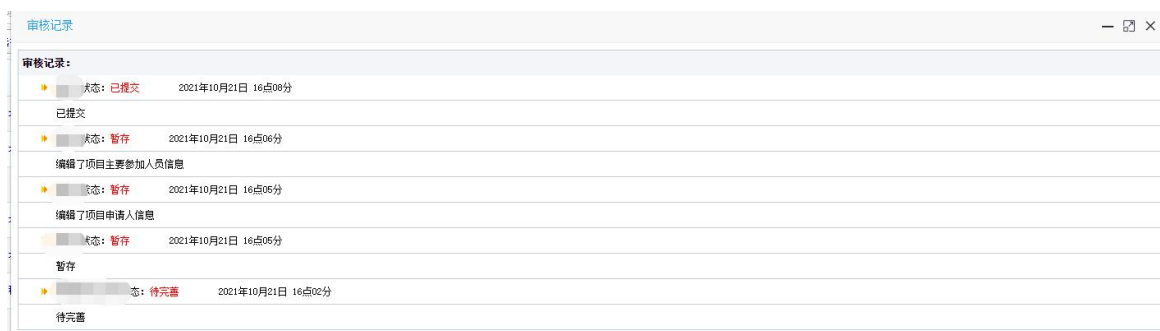 审核记录
审核记录：
状态：已提交 2021年10月21日 16点08分
已提交
状态：暂存 2021年10月21日 16点06分
编辑了项目主要参加人员信息
态：暂存 2021年10月21日 16点05分
编辑了项目申请人信息
状态：暂存 2021年10月21日 16点05分
暂存
态：待完善 2021年10月21日 16点02分
待完善